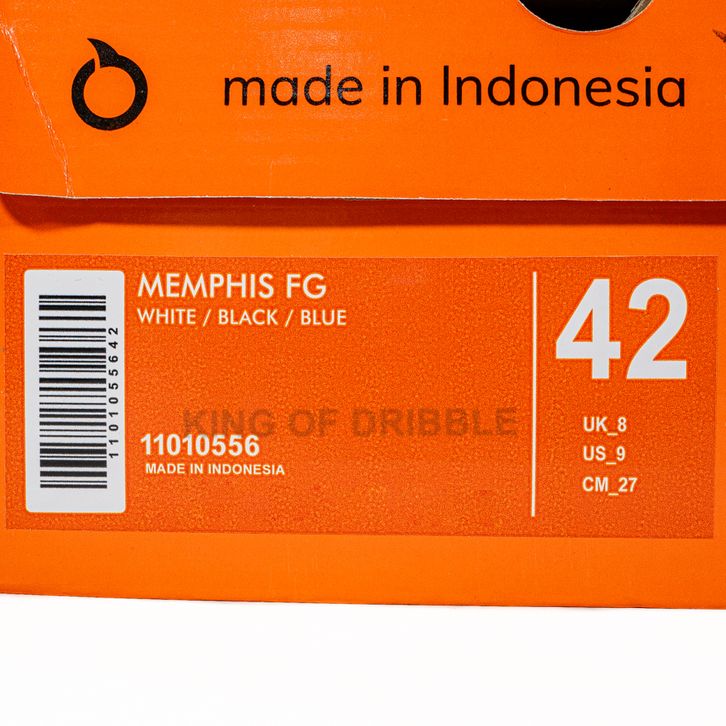 made in Indonesia
MEMPHIS FG
WHITE / BLACK / BLUE
1101055642
KING OF DRIBBLE
11010556
MADE IN INDONESIA
42
UK_8
US_9
CM_27